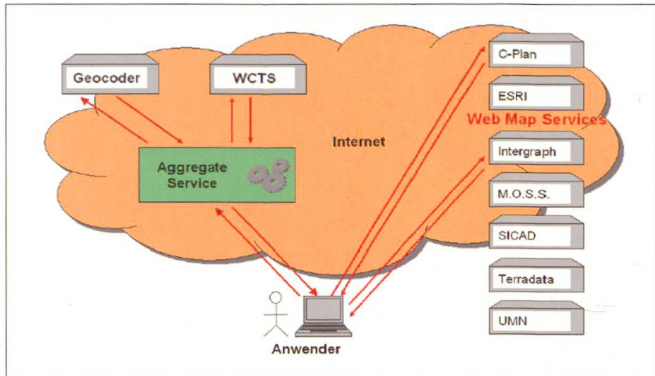 Geocoder
WCTS
C-Plan
ESRI
Web Map Services
Internet
Intergraph
Aggregate
Service
M.O.S.S.
SICAD
Terradata
UMN
Anwender